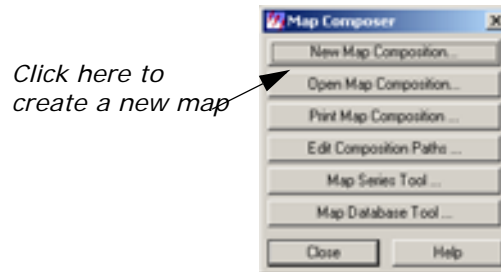 Map Composer
New Map Composition...
Click here to
create a new map
Open Map Composition...
Print Map Composition ...
Edit Composition Paths ...
Map Series Tool ...
Map Database Tool ...
Close Help